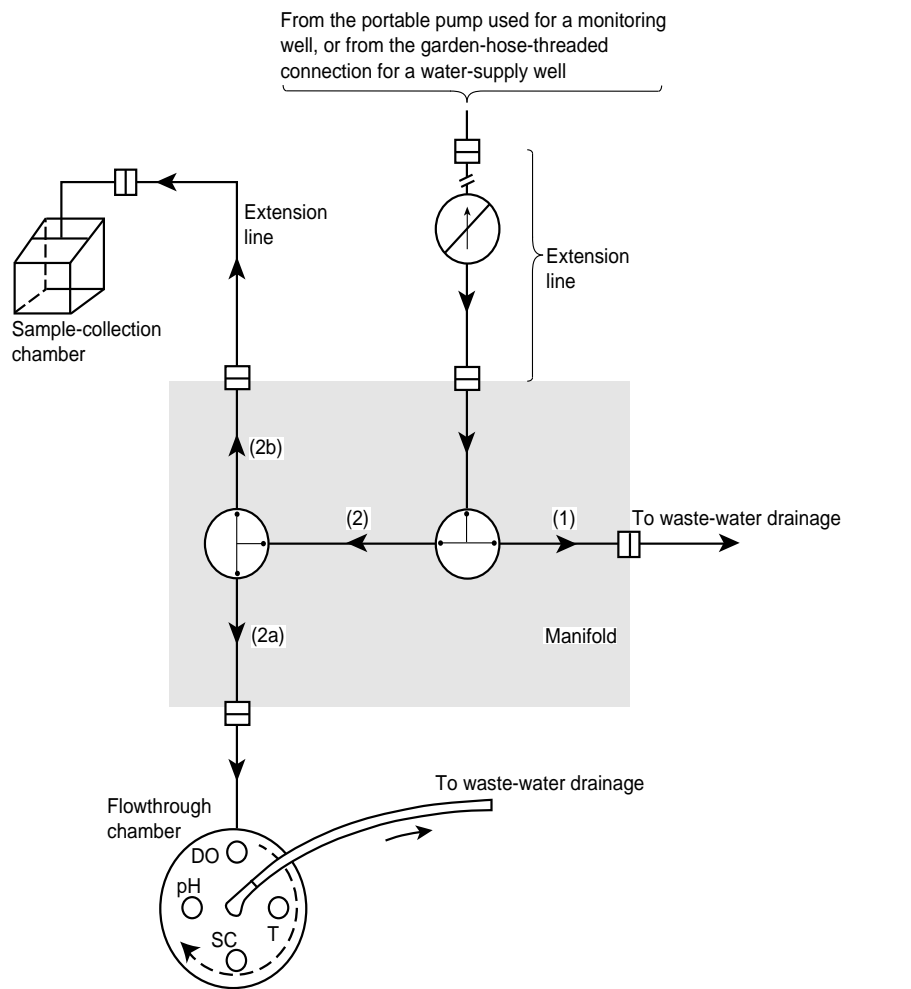 From the portable pump used for a monitoring
well, or from the garden-hose-threaded
connection for a water-supply well
Extension
line
Extension
line
Sample-collection
chamber
(2b)
(2)
(1)
To waste-water drainage
(2a)
Manifold
To waste-water drainage
Flowthrough
chamber
DO
pH
SC
T